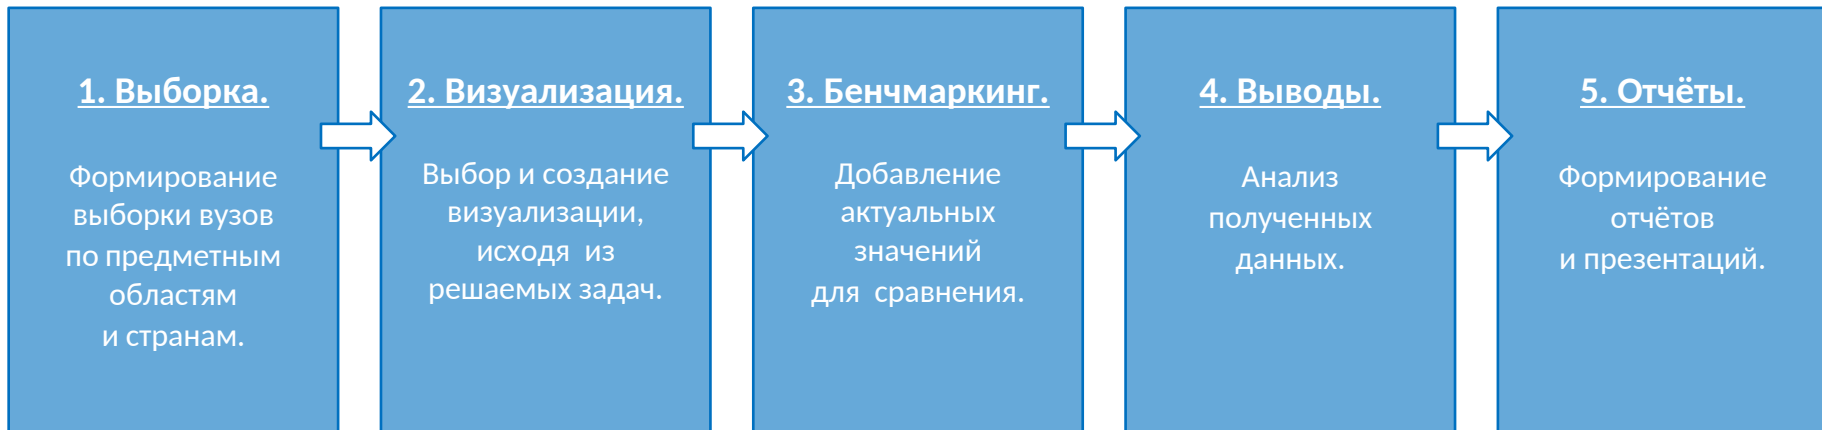 1. Выборка.
Формирование
выборки вузов
по предметным
областям
и странам.
2. Визуализация.
Выбор и создание
визуализации,
исходя из
решаемых задач.
3. Бенчмаркинг.
Добавление
актуальных
значений
для сравнения.
4. Выводы.
Анализ
полученных
данных.
5. Отчёты.
Формирование
отчётов
и презентаций.